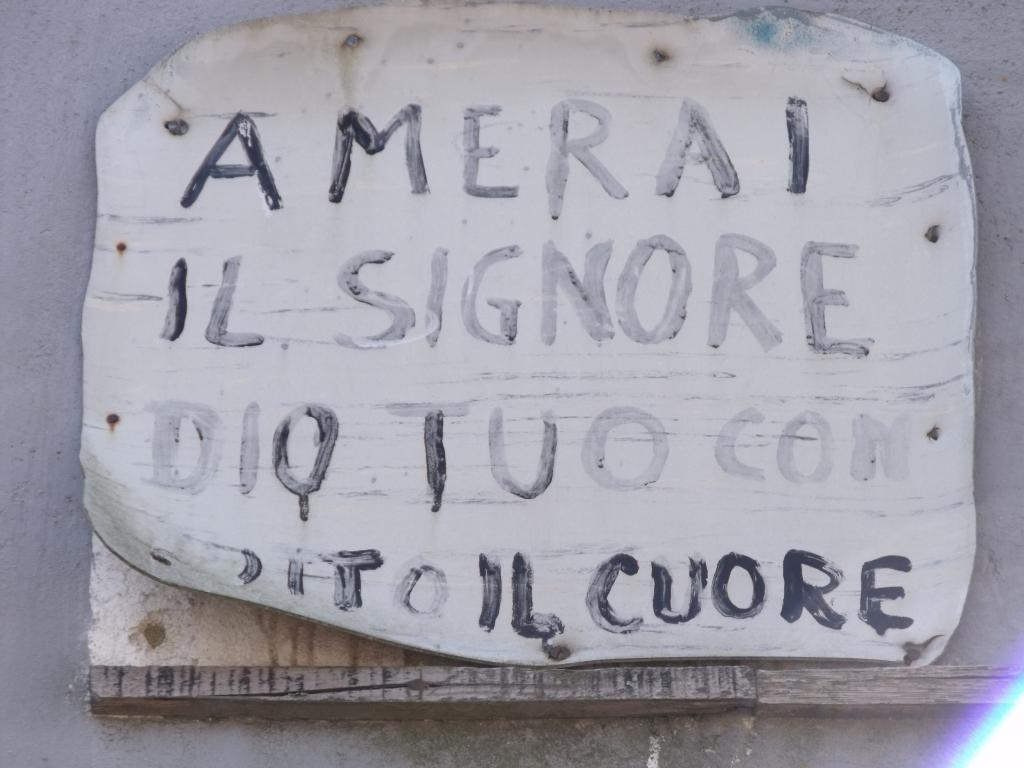 AMERAI
IL SIGNORE
DIO TUO CON
IL CUORE